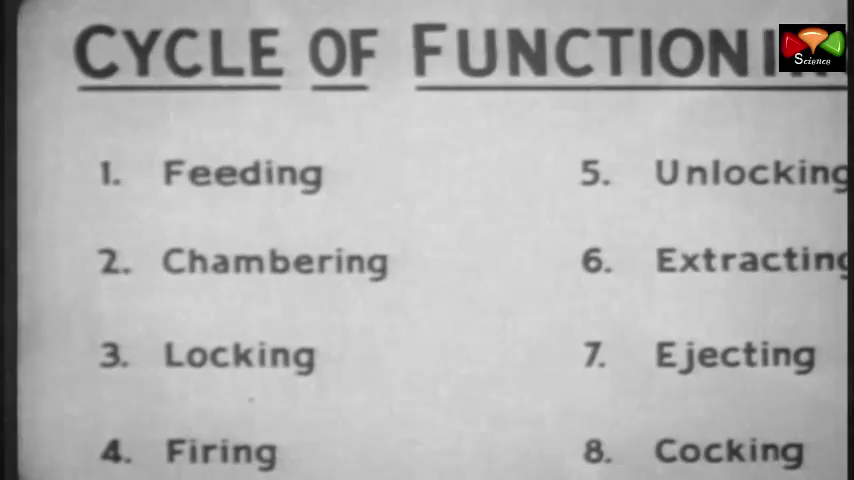 CYCLE OF FUNCTIONIN
Science
1. Feeding
2. Chambering
3. Locking
4. Firing
5. Unlocking
6. Extracting
7. Ejecting
8. Cocking